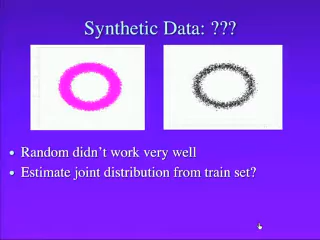 Synthetic Data: ???
• Random didn't work very well
• Estimate joint distribution from train set?